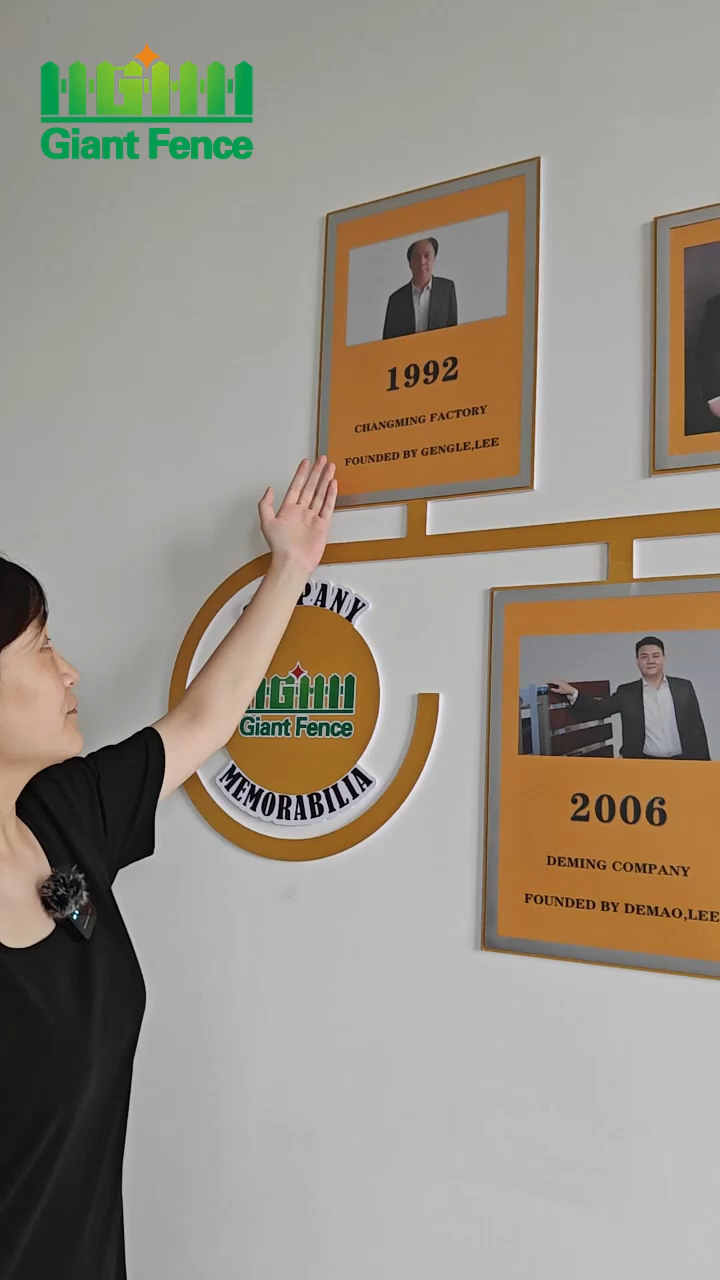 Giant Fence
1992
CHANGMING FACTORY
FOUNDED BY GENGLE,LEE
Giant Fence
MEMORABILIA
2006
DEMING COMPANY
FOUNDED BY DEMAO,LEE